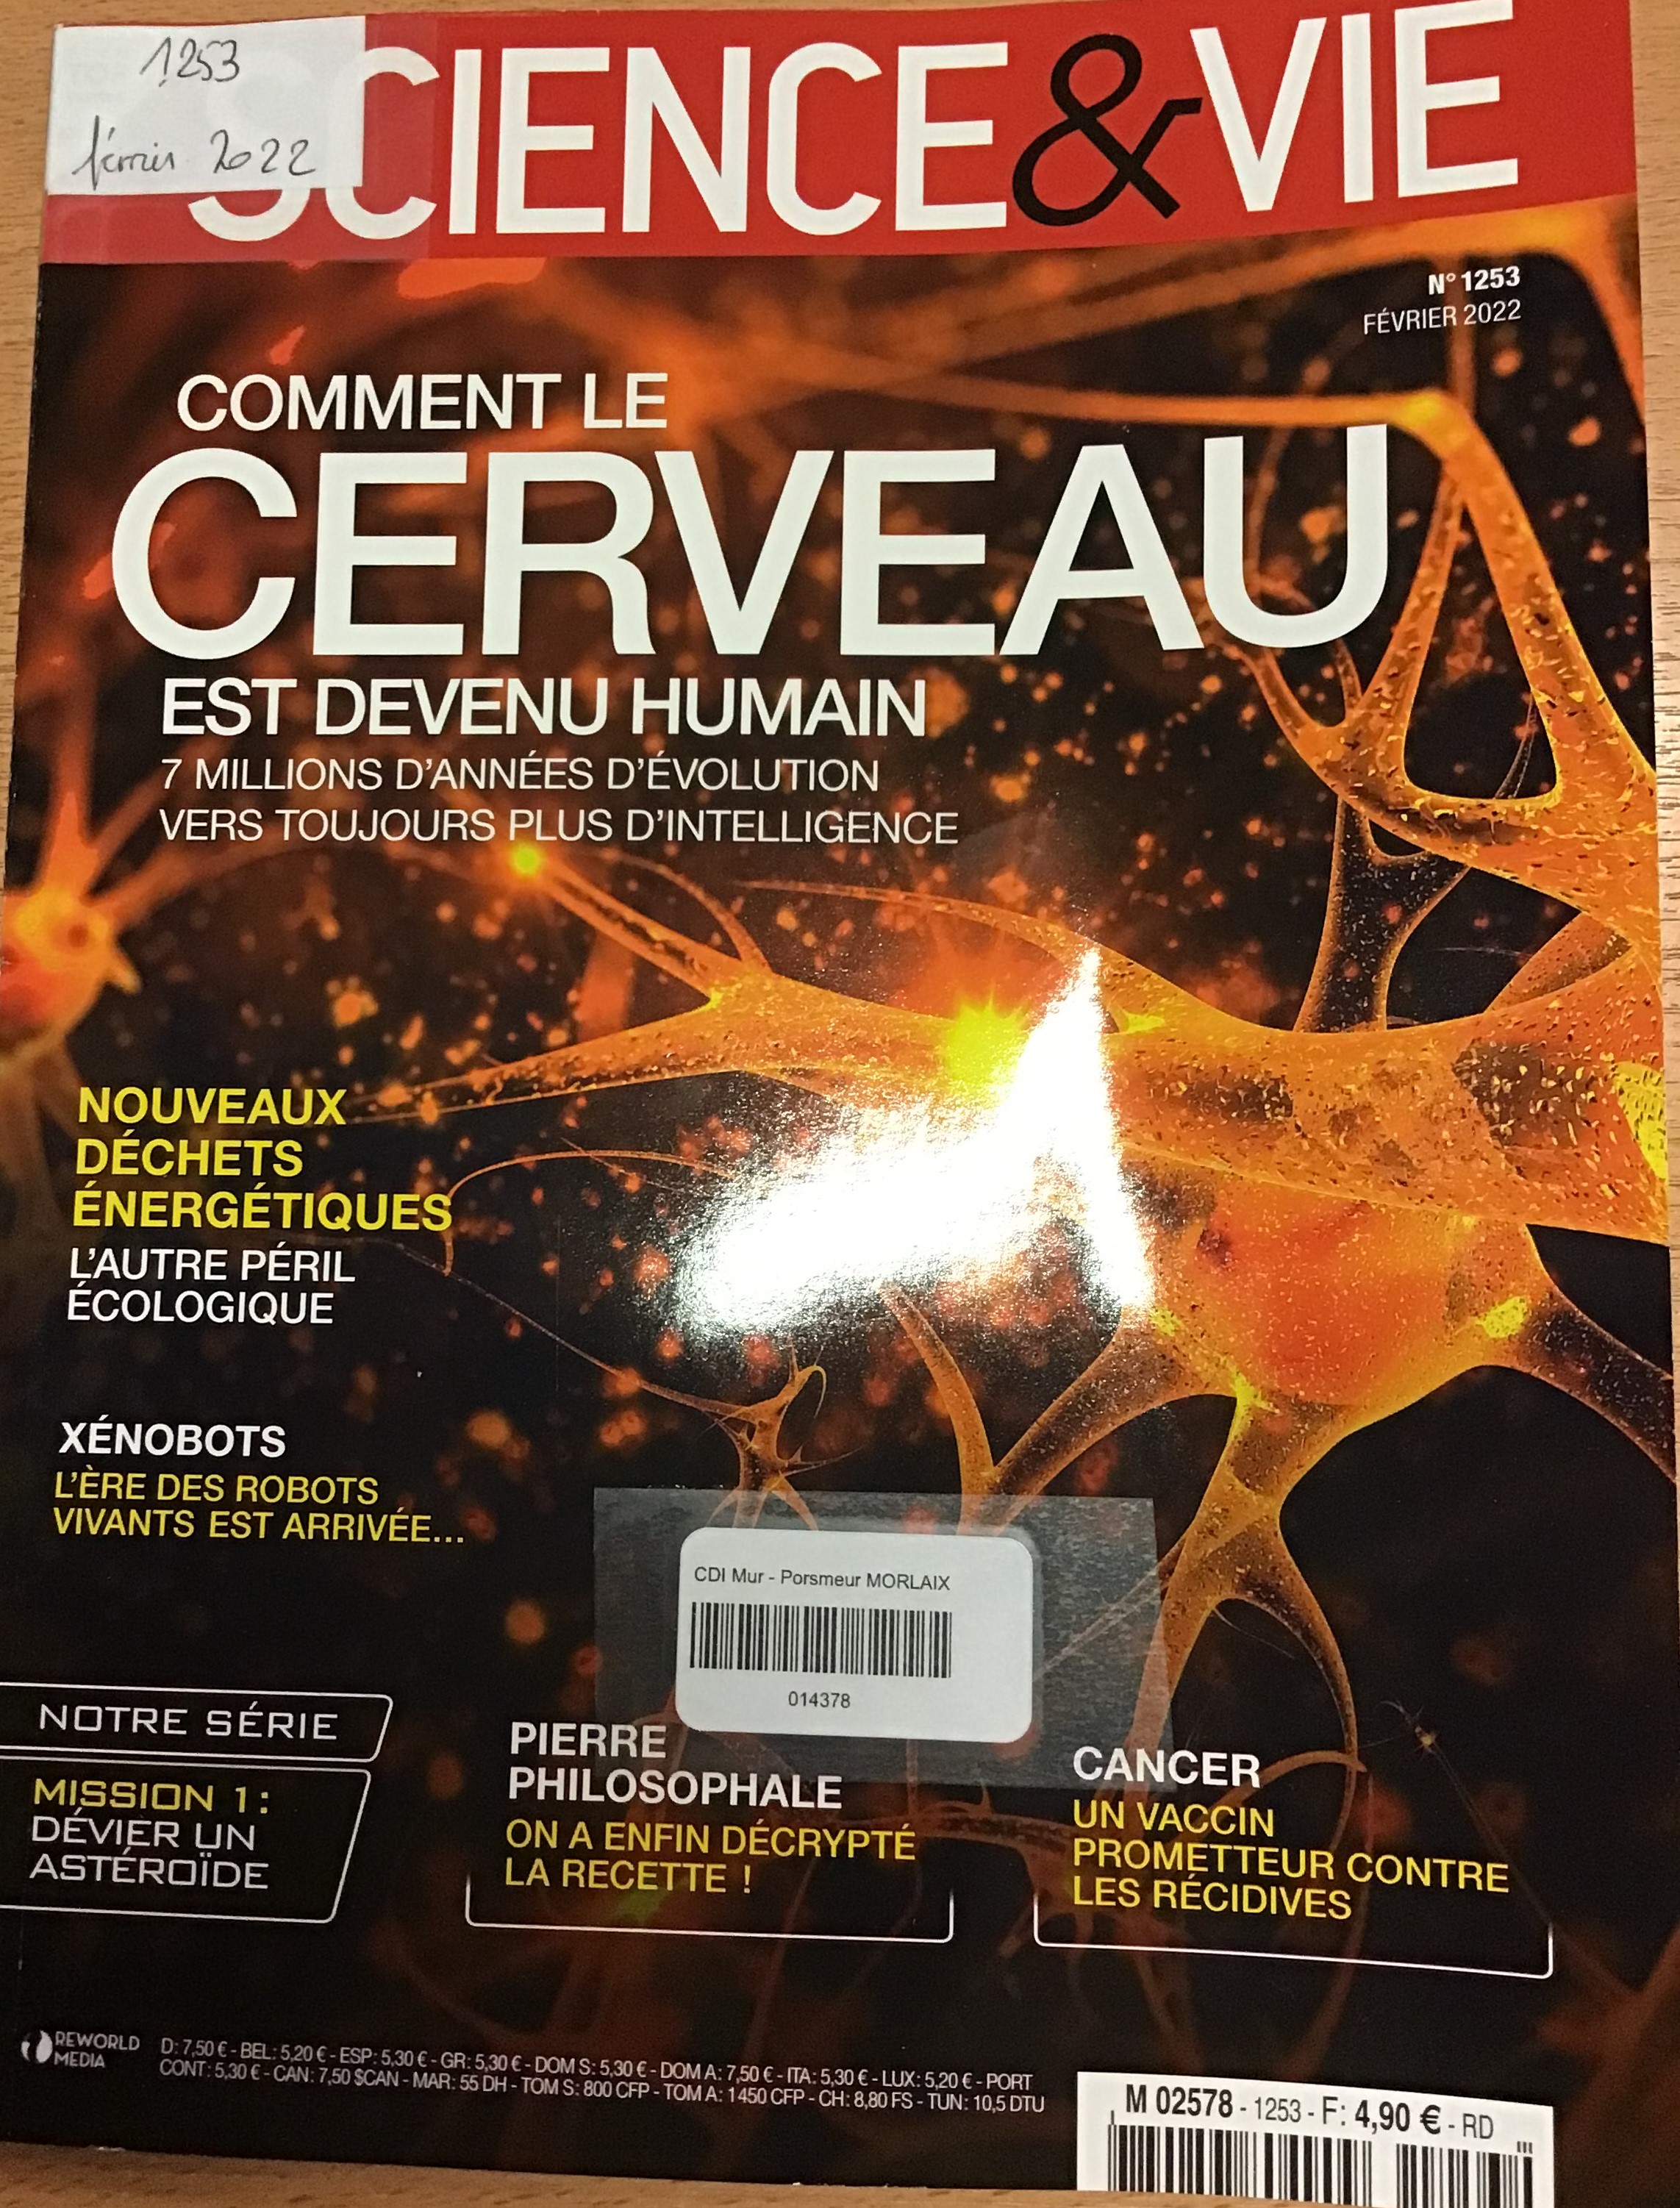 1253
février 2022
SCIENCE&VIE
N° 1253
FÉVRIER 2022
COMMENT LE
CERVEAU
EST DEVENU HUMAIN
7 MILLIONS D'ANNÉES D'ÉVOLUTION
VERS TOUJOURS PLUS D'INTELLIGENCE
NOUVEAUX
DÉCHETS
ÉNERGÉTIQUES
L'AUTRE PÉRIL
ÉCOLOGIQUE
XÉNOBOTS
L'ÈRE DES ROBOTS
VIVANTS EST ARRIVÉE...
CDI Mur - Porsmeur MORLAIX
014378
NOTRE SÉRIE
MISSION 1 :
DÉVIER UN
ASTÉROÏDE
PIERRE
PHILOSOPHALE
ON A ENFIN DÉCRYPTÉ
LA RECETTE !
CANCER
UN VACCIN
PROMETTEUR CONTRE
LES RÉCIDIVES
REWORLD
MEDIA
D : 7,50 € - BEL : 5,20 € - ESP : 5,30 € - GR : 5,30 € - DOM S : 5,30 € - DOM A : 7,50 € - ITA : 5,30 € - LUX : 5,20 € - PORT
CONT : 5,30 € - CAN : 7,50 $CAN - MAR : 55 DH - TOM S : 800 CFP - TOM A : 1450 CFP - CH : 8,80 FS - TUN : 10,5 DTU
M 02578 - 1253 - F : 4,90 € - RD